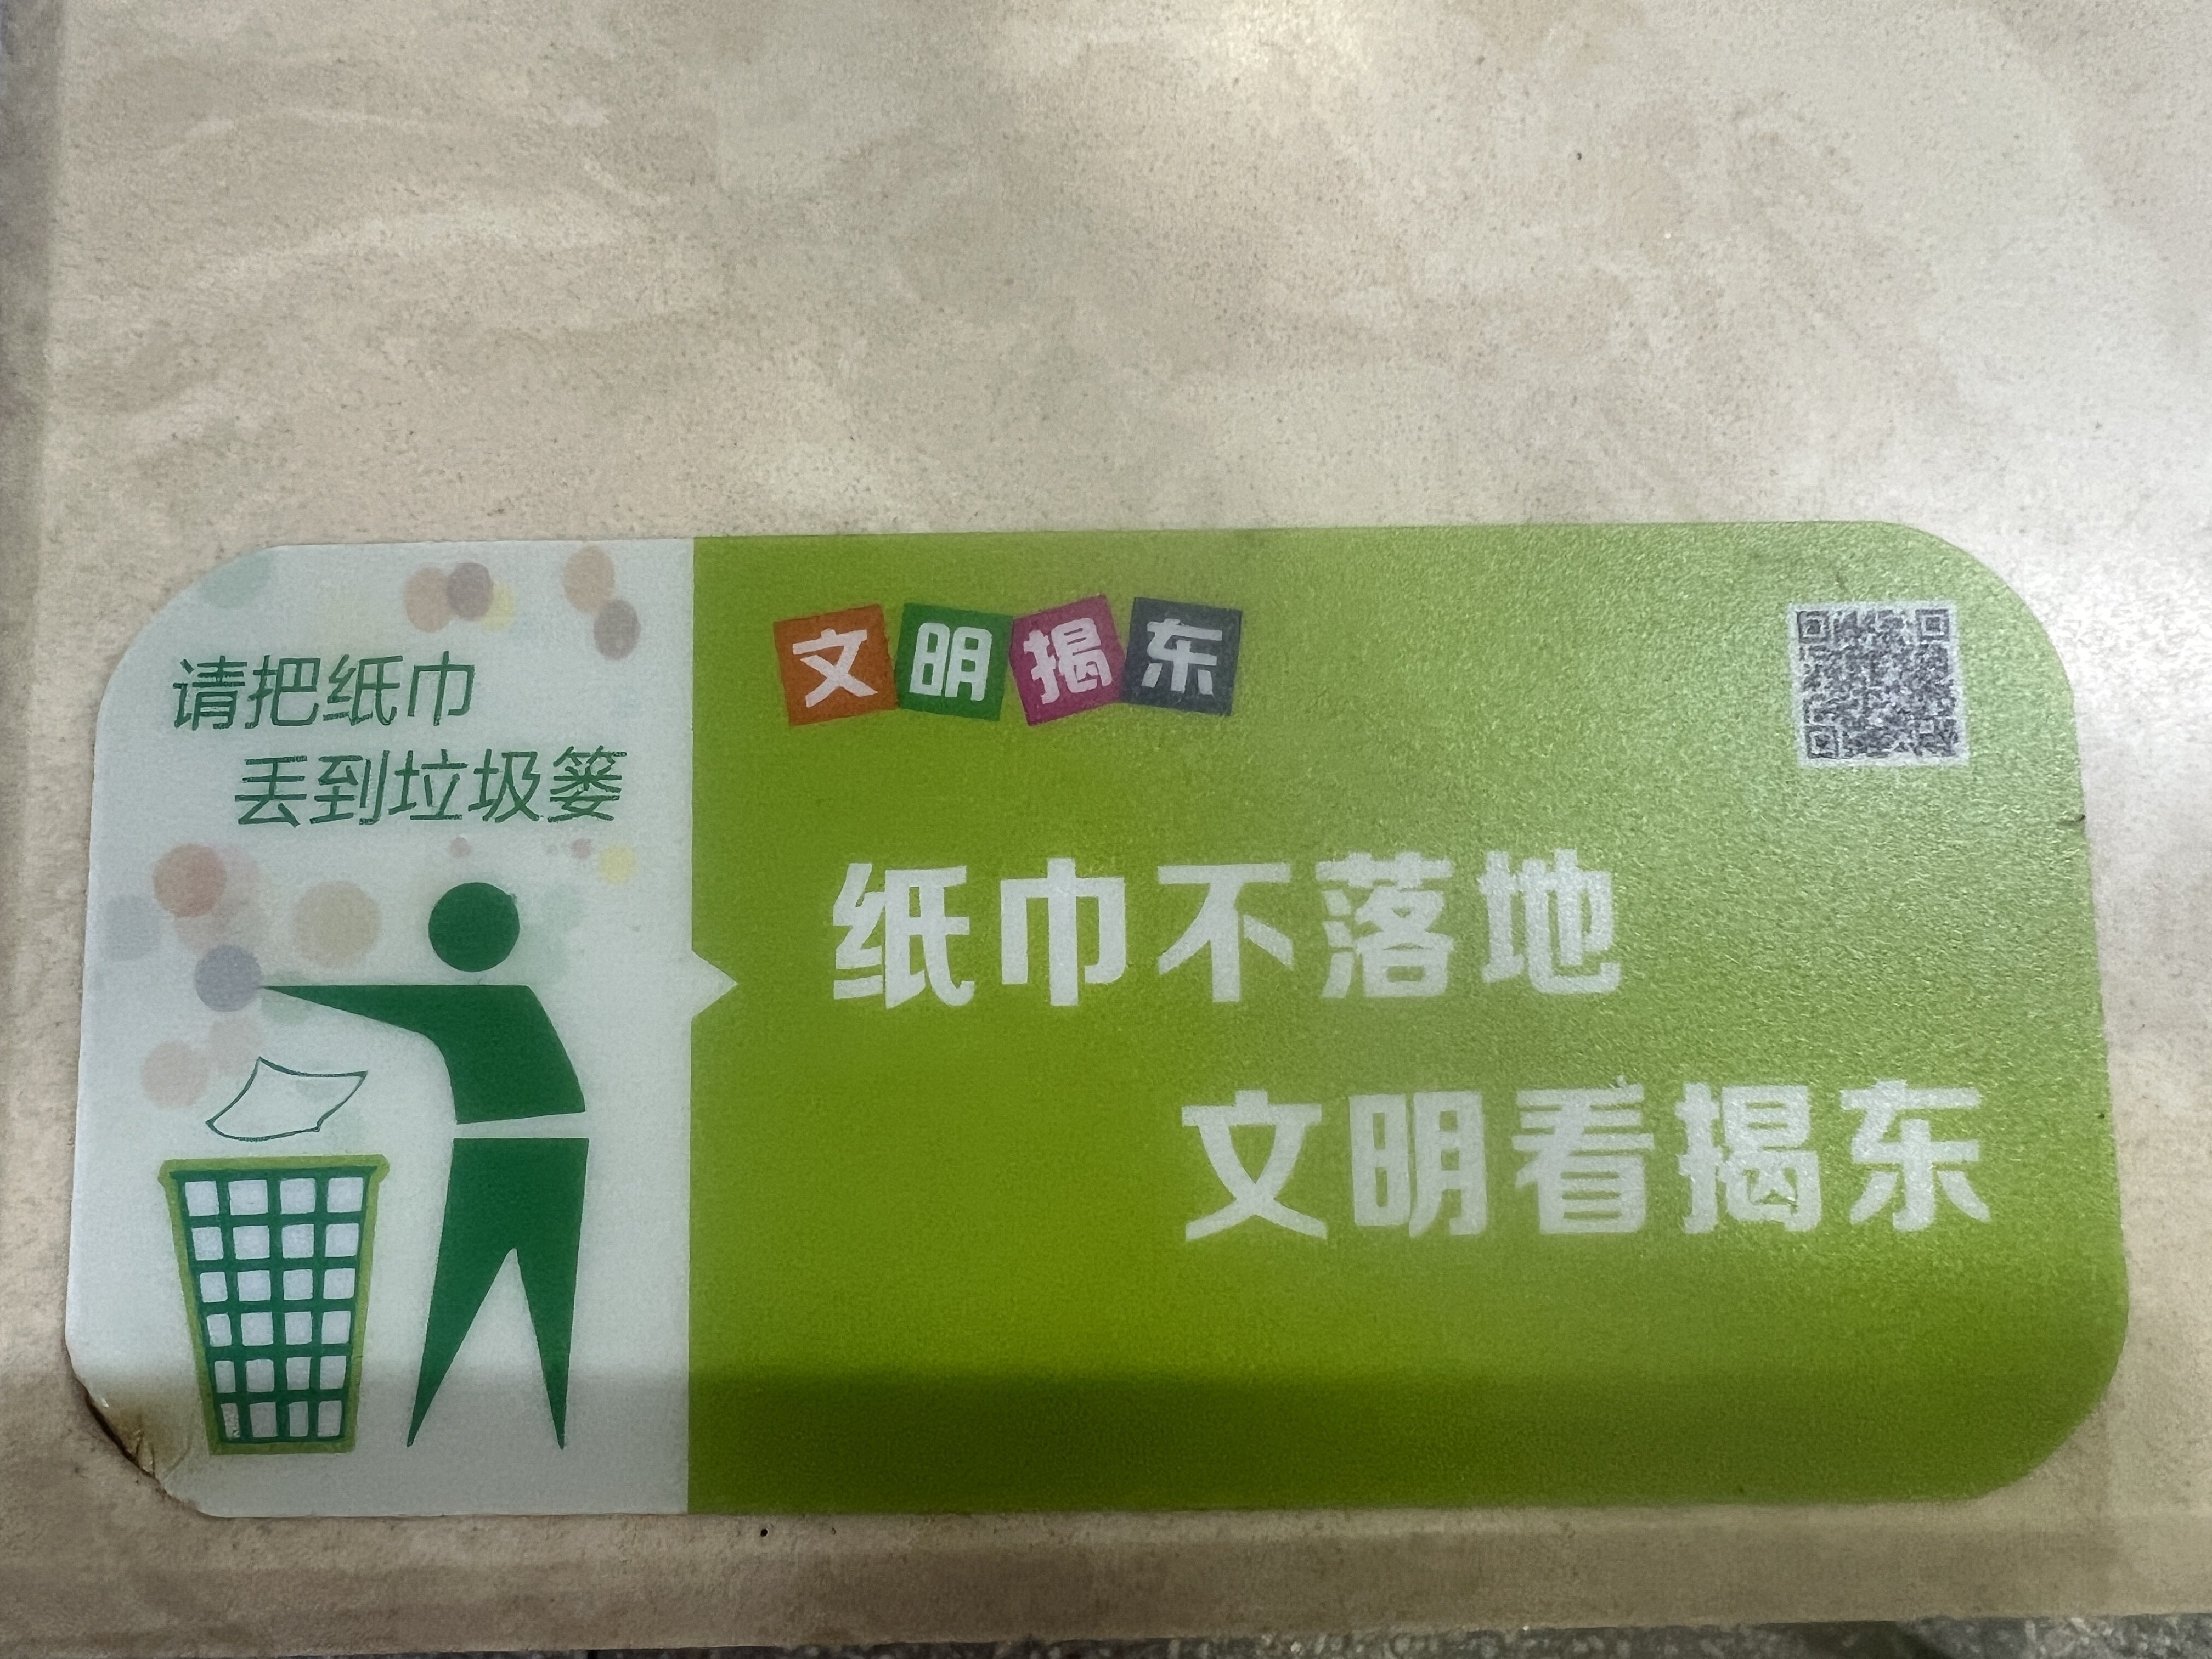 请把纸巾
丢到垃圾篓
文明揭东
纸巾不落地
文明看揭东